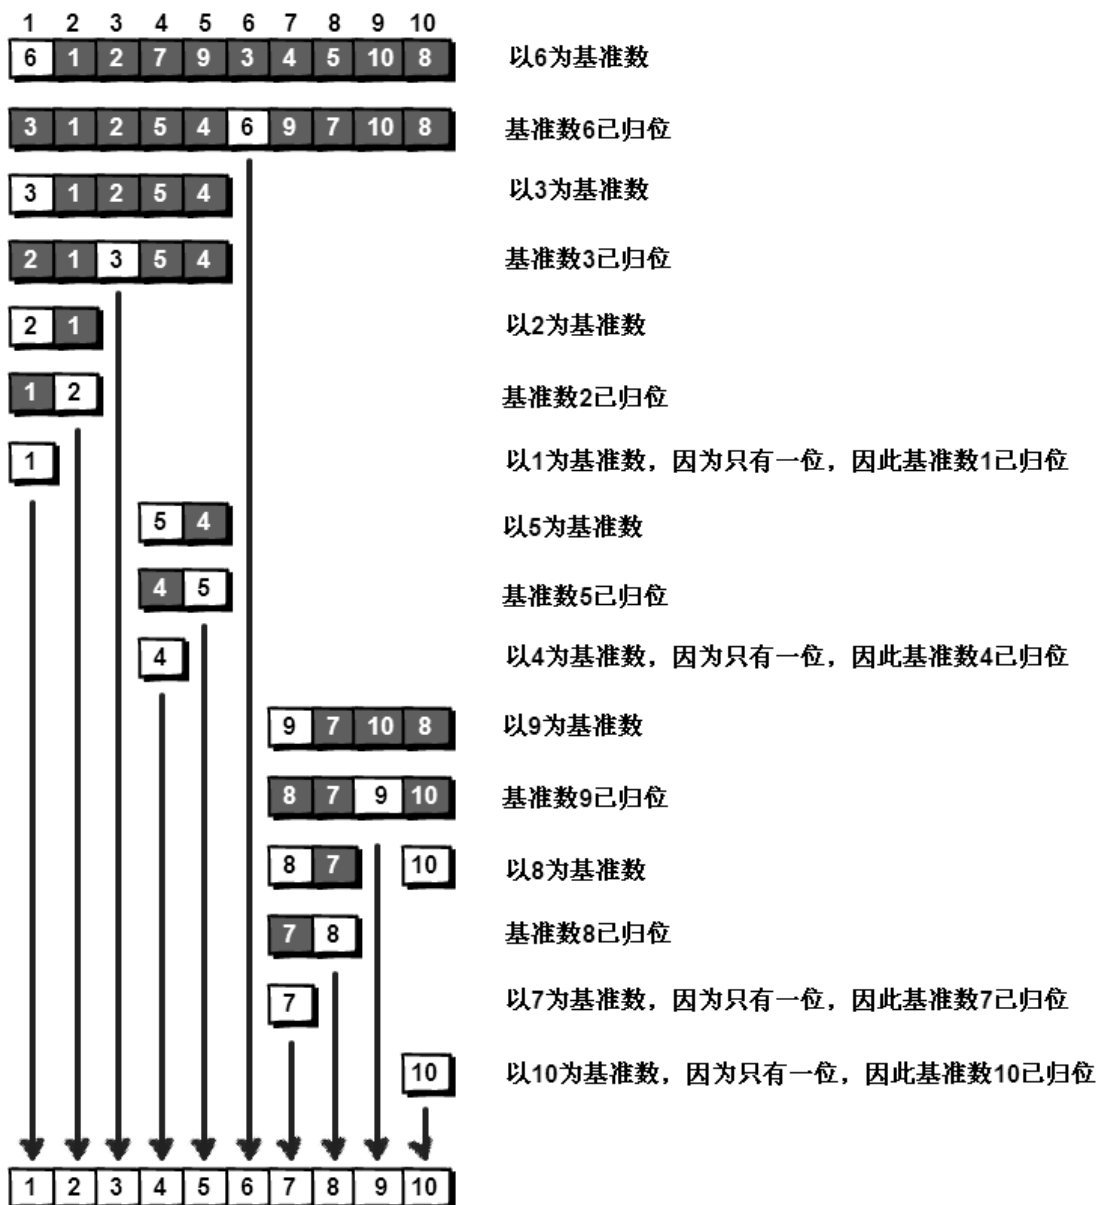 1 2 3 4 5 6 7 8 9 10
6 1 2 7 9 3 4 5 10 8 以6为基准数
3 1 2 5 4 6 9 7 10 8 基准数6已归位
3 1 2 5 4 以3为基准数
2 1 3 5 4 基准数3已归位
2 1 以2为基准数
1 2 基准数2已归位
1 以1为基准数，因为只有一位，因此基准数1已归位
5 4 以5为基准数
4 5 基准数5已归位
4 以4为基准数，因为只有一位，因此基准数4已归位
9 7 10 8 以9为基准数
8 7 9 10 基准数9已归位
8 7 10 以8为基准数
7 8 基准数8已归位
7 以7为基准数，因为只有一位，因此基准数7已归位
10 以10为基准数，因为只有一位，因此基准数10已归位
1 2 3 4 5 6 7 8 9 10